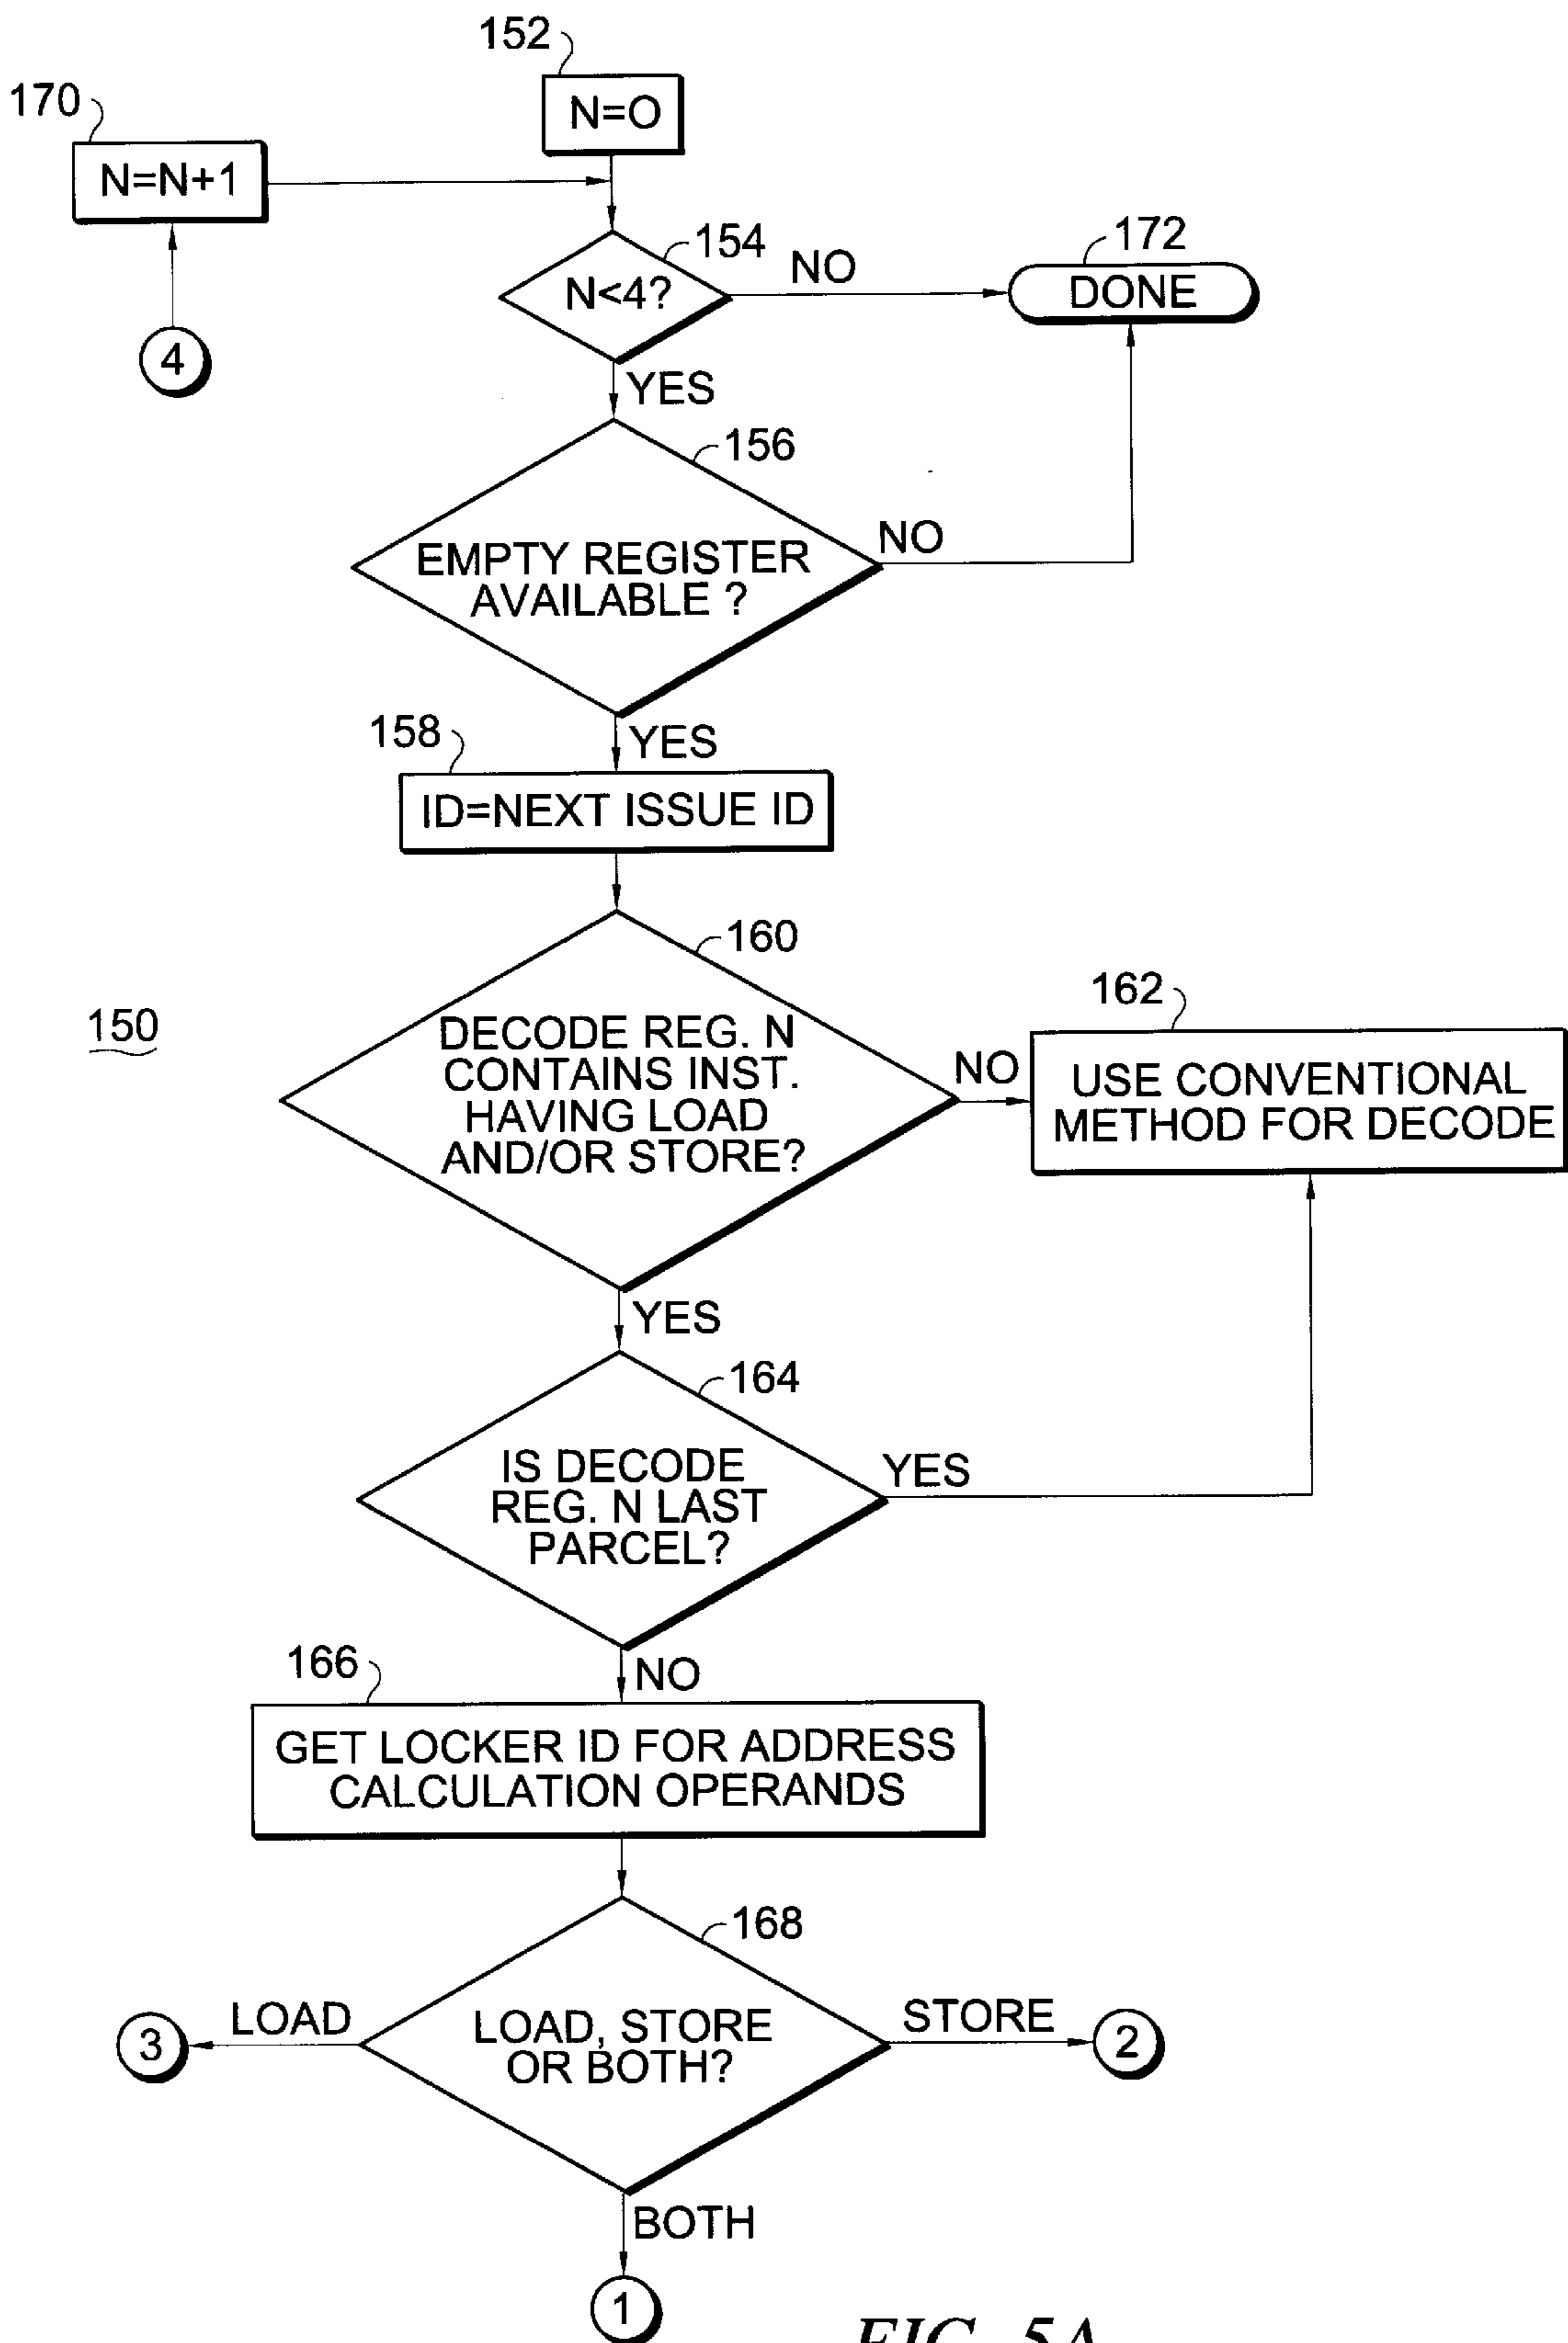 152
170
N=O
N=N+1
154
172
N<4?
NO
DONE
4
YES
156
EMPTY REGISTER
AVAILABLE ?
NO
YES
158
ID=NEXT ISSUE ID
160
150
162
DECODE REG. N
CONTAINS INST.
HAVING LOAD
AND/OR STORE?
NO
USE CONVENTIONAL
METHOD FOR DECODE
YES
164
IS DECODE
REG. N LAST
PARCEL?
YES
NO
166
GET LOCKER ID FOR ADDRESS
CALCULATION OPERANDS
168
3
LOAD
LOAD, STORE
OR BOTH?
STORE
2
BOTH
1
FIG. 5A